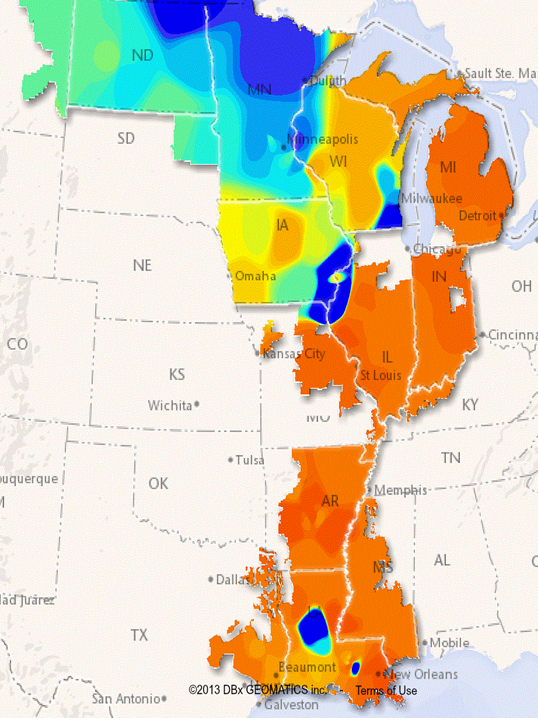 ND
MN
Duluth
Sault Ste. Ma
SD
Minneapolis
WI
MI
Milwaukee
Detroit
IA
Chicago
NE
Omaha
IN
OH
CO
Kansas City
IL
Cincinna
KS
St Louis
Wichita
MO
KY
Tulsa
TN
uquerque
OK
Memphis
AR
MS
AL
Dallas
dad Juárez
TX
Mobile
Beaumont
New Orleans
©2013 DBx GEOMATICS inc.
Terms of Use
San Antonio
Galveston